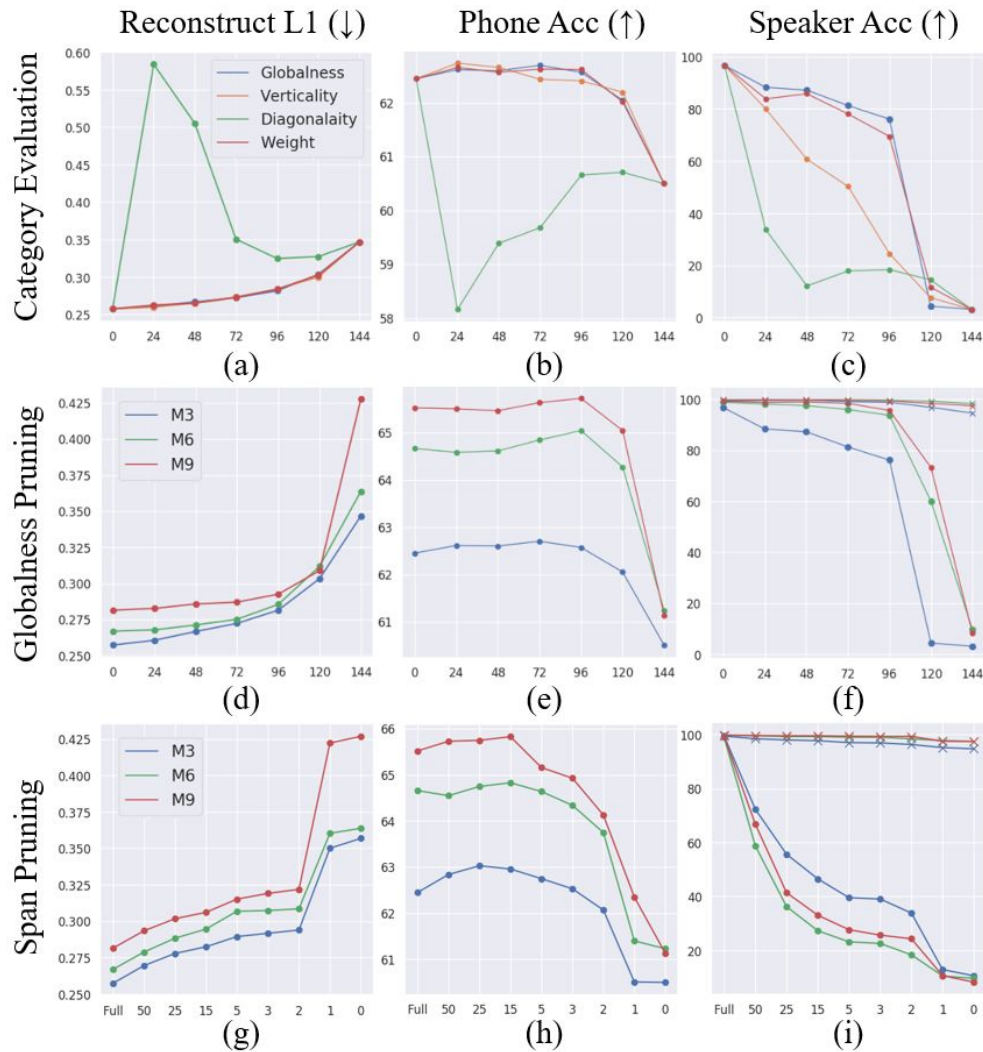 Reconstruct L1 (↓) Phone Acc (↑) Speaker Acc (↑)
Category Evaluation
0.60
0.55
0.50
0.45
0.40
0.35
0.30
0.25
Globalness
Verticality
Diagonalaity
Weight
0 24 48 72 96 120 144
(a)
62
61
60
59
58
0 24 48 72 96 120 144
(b)
100
80
60
40
20
0
0 24 48 72 96 120 144
(c)
Globalness Pruning
0.425
0.400
0.375
0.350
0.325
0.300
0.275
0.250
M3
M6
M9
0 24 48 72 96 120 144
(d)
65
64
63
62
61
0 24 48 72 96 120 144
(e)
100
80
60
40
20
0
0 24 48 72 96 120 144
(f)
Span Pruning
0.425
0.400
0.375
0.350
0.325
0.300
0.275
0.250
M3
M6
M9
Full 50 25 15 5 3 2 1 0
(g)
66
65
64
63
62
61
Full 50 25 15 5 3 2 1 0
(h)
100
80
60
40
20
Full 50 25 15 5 3 2 1 0
(i)